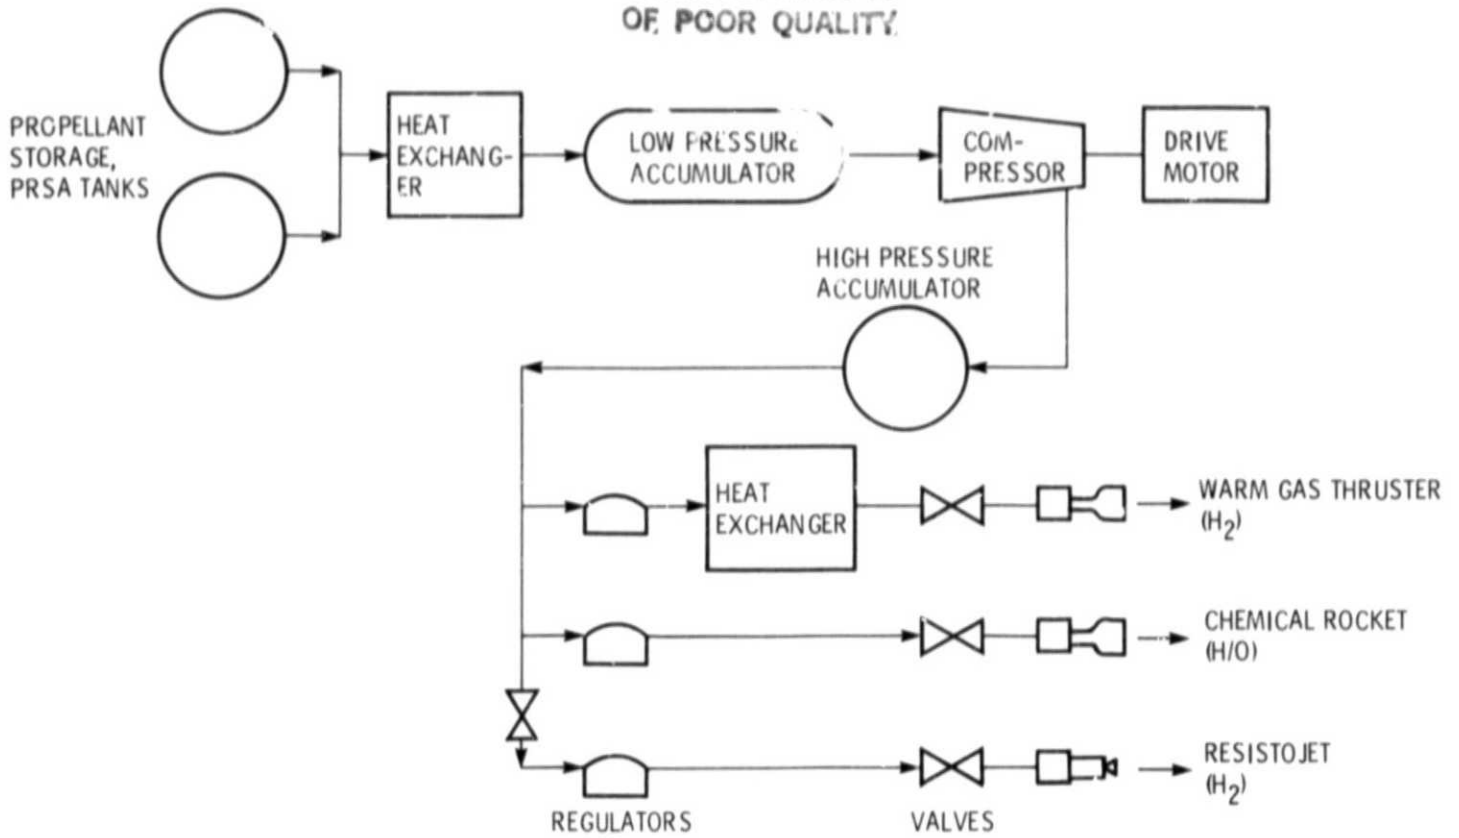 OF POOR QUALITY
PROPELLANT
STORAGE,
PRSA TANKS
HEAT
EXCHANG-
ER
LOW PRESSURE
ACCUMULATOR
COM-
PRESSOR
DRIVE
MOTOR
HIGH PRESSURE
ACCUMULATOR
HEAT
EXCHANGER
WARM GAS THRUSTER
(H2)
CHEMICAL ROCKET
(H/O)
RESISTOJET
(H2)
REGULATORS
VALVES